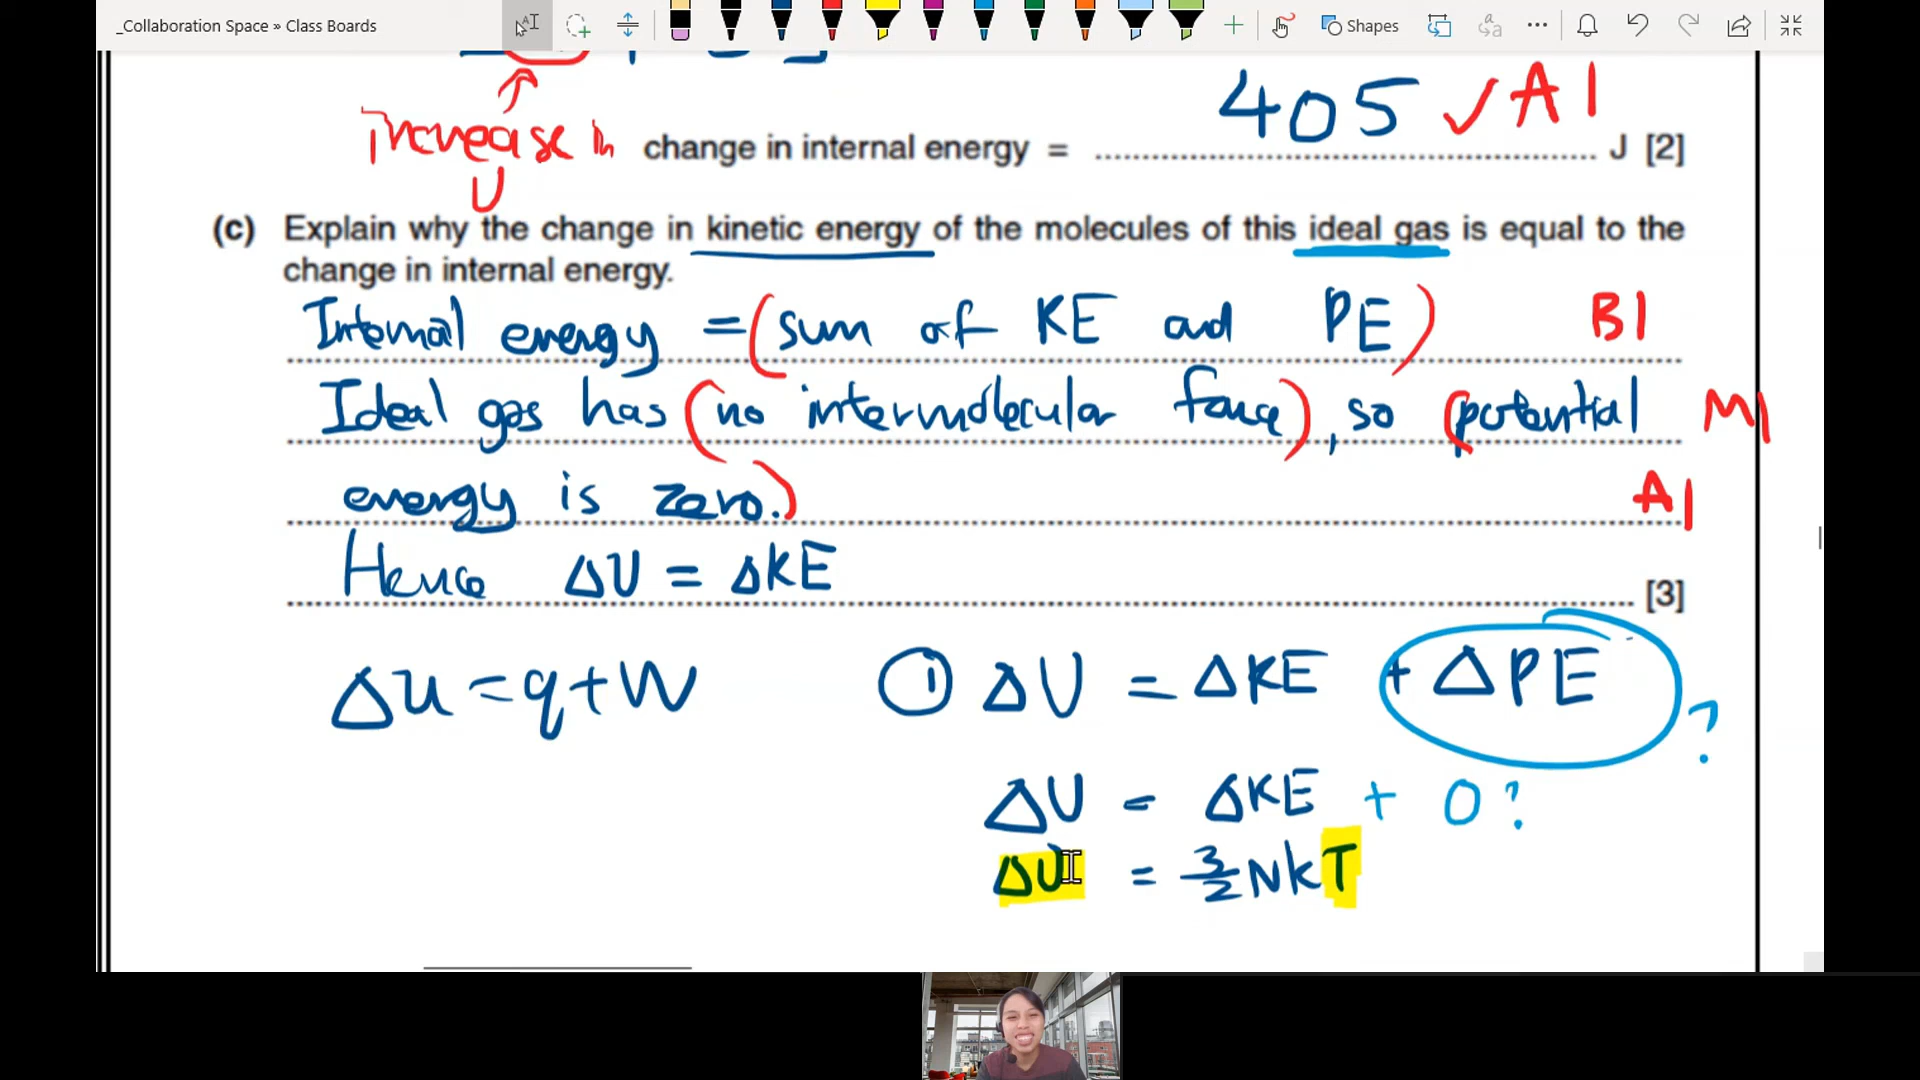 _Collaboration Space » Class Boards
Shapes
405 ✓ A1
Increase in
U
change in internal energy = ........ J [2]
(c) Explain why the change in kinetic energy of the molecules of this ideal gas is equal to the
change in internal energy.
Internal energy = (sum of KE and PE) B1
Ideal gas has (no intermolecular force), so (potential M1
energy is zero.) A1
Hence ΔU = ΔKE
[3]
Δu = q + W
① ΔU = ΔKE + ΔPE ?
ΔU = ΔKE + 0 ?
ΔU = 3/2 NkT